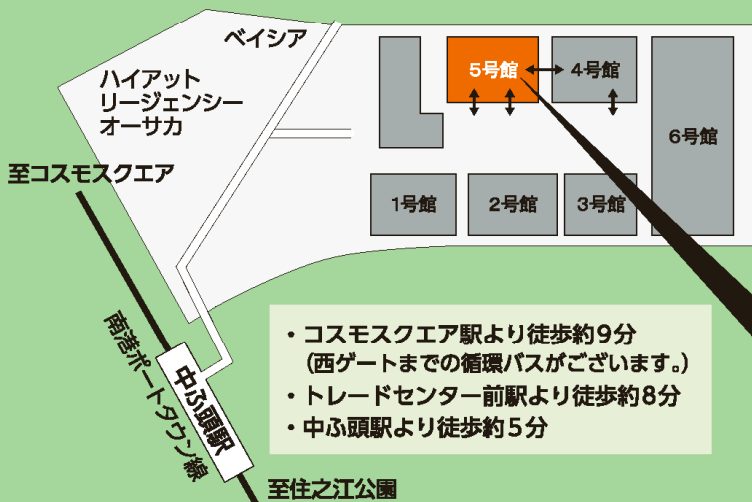 ベイシア
ハイアット
リージェンシー
オーサカ
至コスモスクエア
5号館
4号館
6号館
1号館
2号館
3号館
南港ポートタウン線
中ふ頭駅
至住之江公園
・コスモスクエア駅より徒歩約9分
(西ゲートまでの循環バスがございます。)
・トレードセンター前駅より徒歩約8分
・中ふ頭駅より徒歩約5分